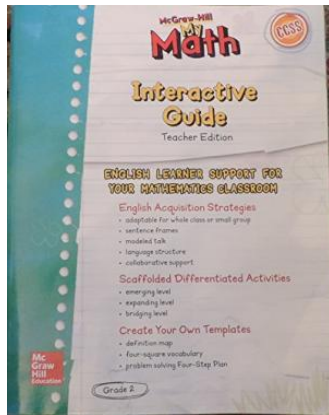 McGraw-Hill
My
Math
CCSS
Interactive
Guide
Teacher Edition
ENGLISH LEARNER SUPPORT FOR
YOUR MATHEMATICS CLASSROOM
English Acquisition Strategies
• adaptable for whole class or small group
• sentence frames
• modeled talk
• language structure
• collaborative support
Scaffolded Differentiated Activities
• emerging level
• expanding level
• bridging level
Create Your Own Templates
• definition map
• four-square vocabulary
• problem solving Four-Step Plan
Mc
Graw
Hill
Education
Grade 2